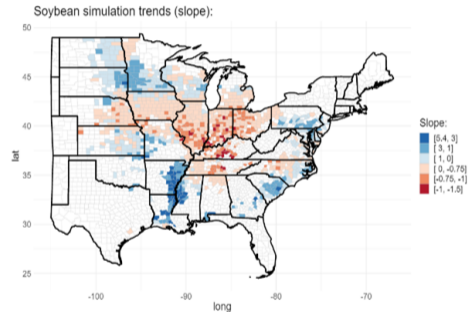 Soybean simulation trends (slope):
50
45
40
35
30
25
lat
-100
-90
-80
-70
long
Slope:
[5.4, 3]
[ 3, 1]
[ 1, 0]
[ 0, -0.75]
[-0.75, -1]
[-1, -1.5]